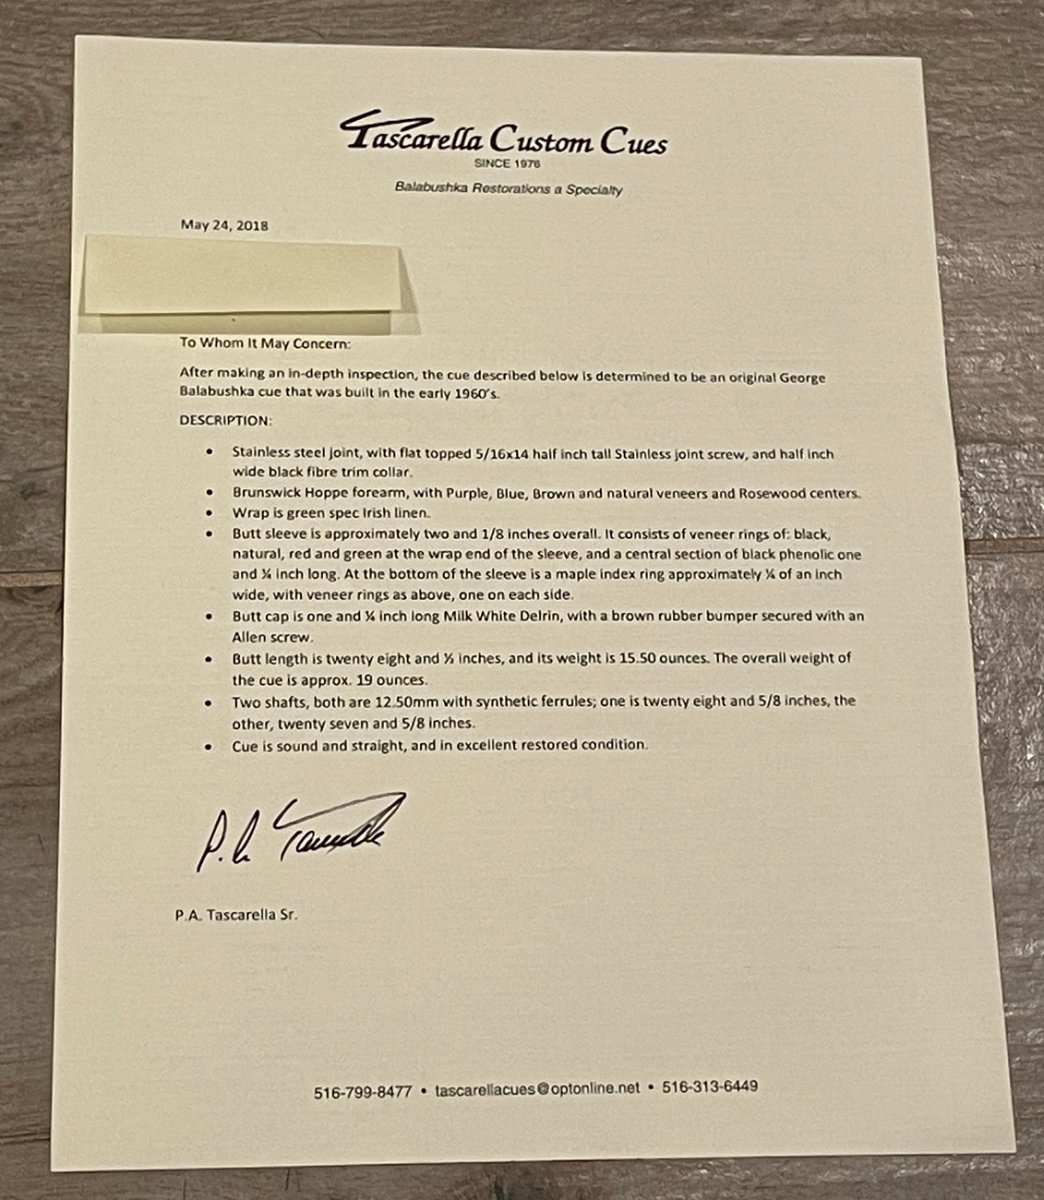 Tascarella Custom Cues
SINCE 1976
Balabushka Restorations a Specialty
May 24, 2018
To Whom It May Concern:
After making an in-depth inspection, the cue described below is determined to be an original George
Balabushka cue that was built in the early 1960's.
DESCRIPTION:
• Stainless steel joint, with flat topped 5/16x14 half inch tall Stainless joint screw, and half inch
wide black fibre trim collar.
• Brunswick Hoppe forearm, with Purple, Blue, Brown and natural veneers and Rosewood centers.
• Wrap is green spec Irish linen.
• Butt sleeve is approximately two and 1/8 inches overall. It consists of veneer rings of: black,
natural, red and green at the wrap end of the sleeve, and a central section of black phenolic one
and ¼ inch long. At the bottom of the sleeve is a maple index ring approximately ¼ of an inch
wide, with veneer rings as above, one on each side.
• Butt cap is one and ¼ inch long Milk White Delrin, with a brown rubber bumper secured with an
Allen screw.
• Butt length is twenty eight and ½ inches, and its weight is 15.50 ounces. The overall weight of
the cue is approx. 19 ounces.
• Two shafts, both are 12.50mm with synthetic ferrules; one is twenty eight and 5/8 inches, the
other, twenty seven and 5/8 inches.
• Cue is sound and straight, and in excellent restored condition.
P.A. Tascarella
P.A. Tascarella Sr.
516-799-8477 • tascarellacues@optonline.net • 516-313-6449